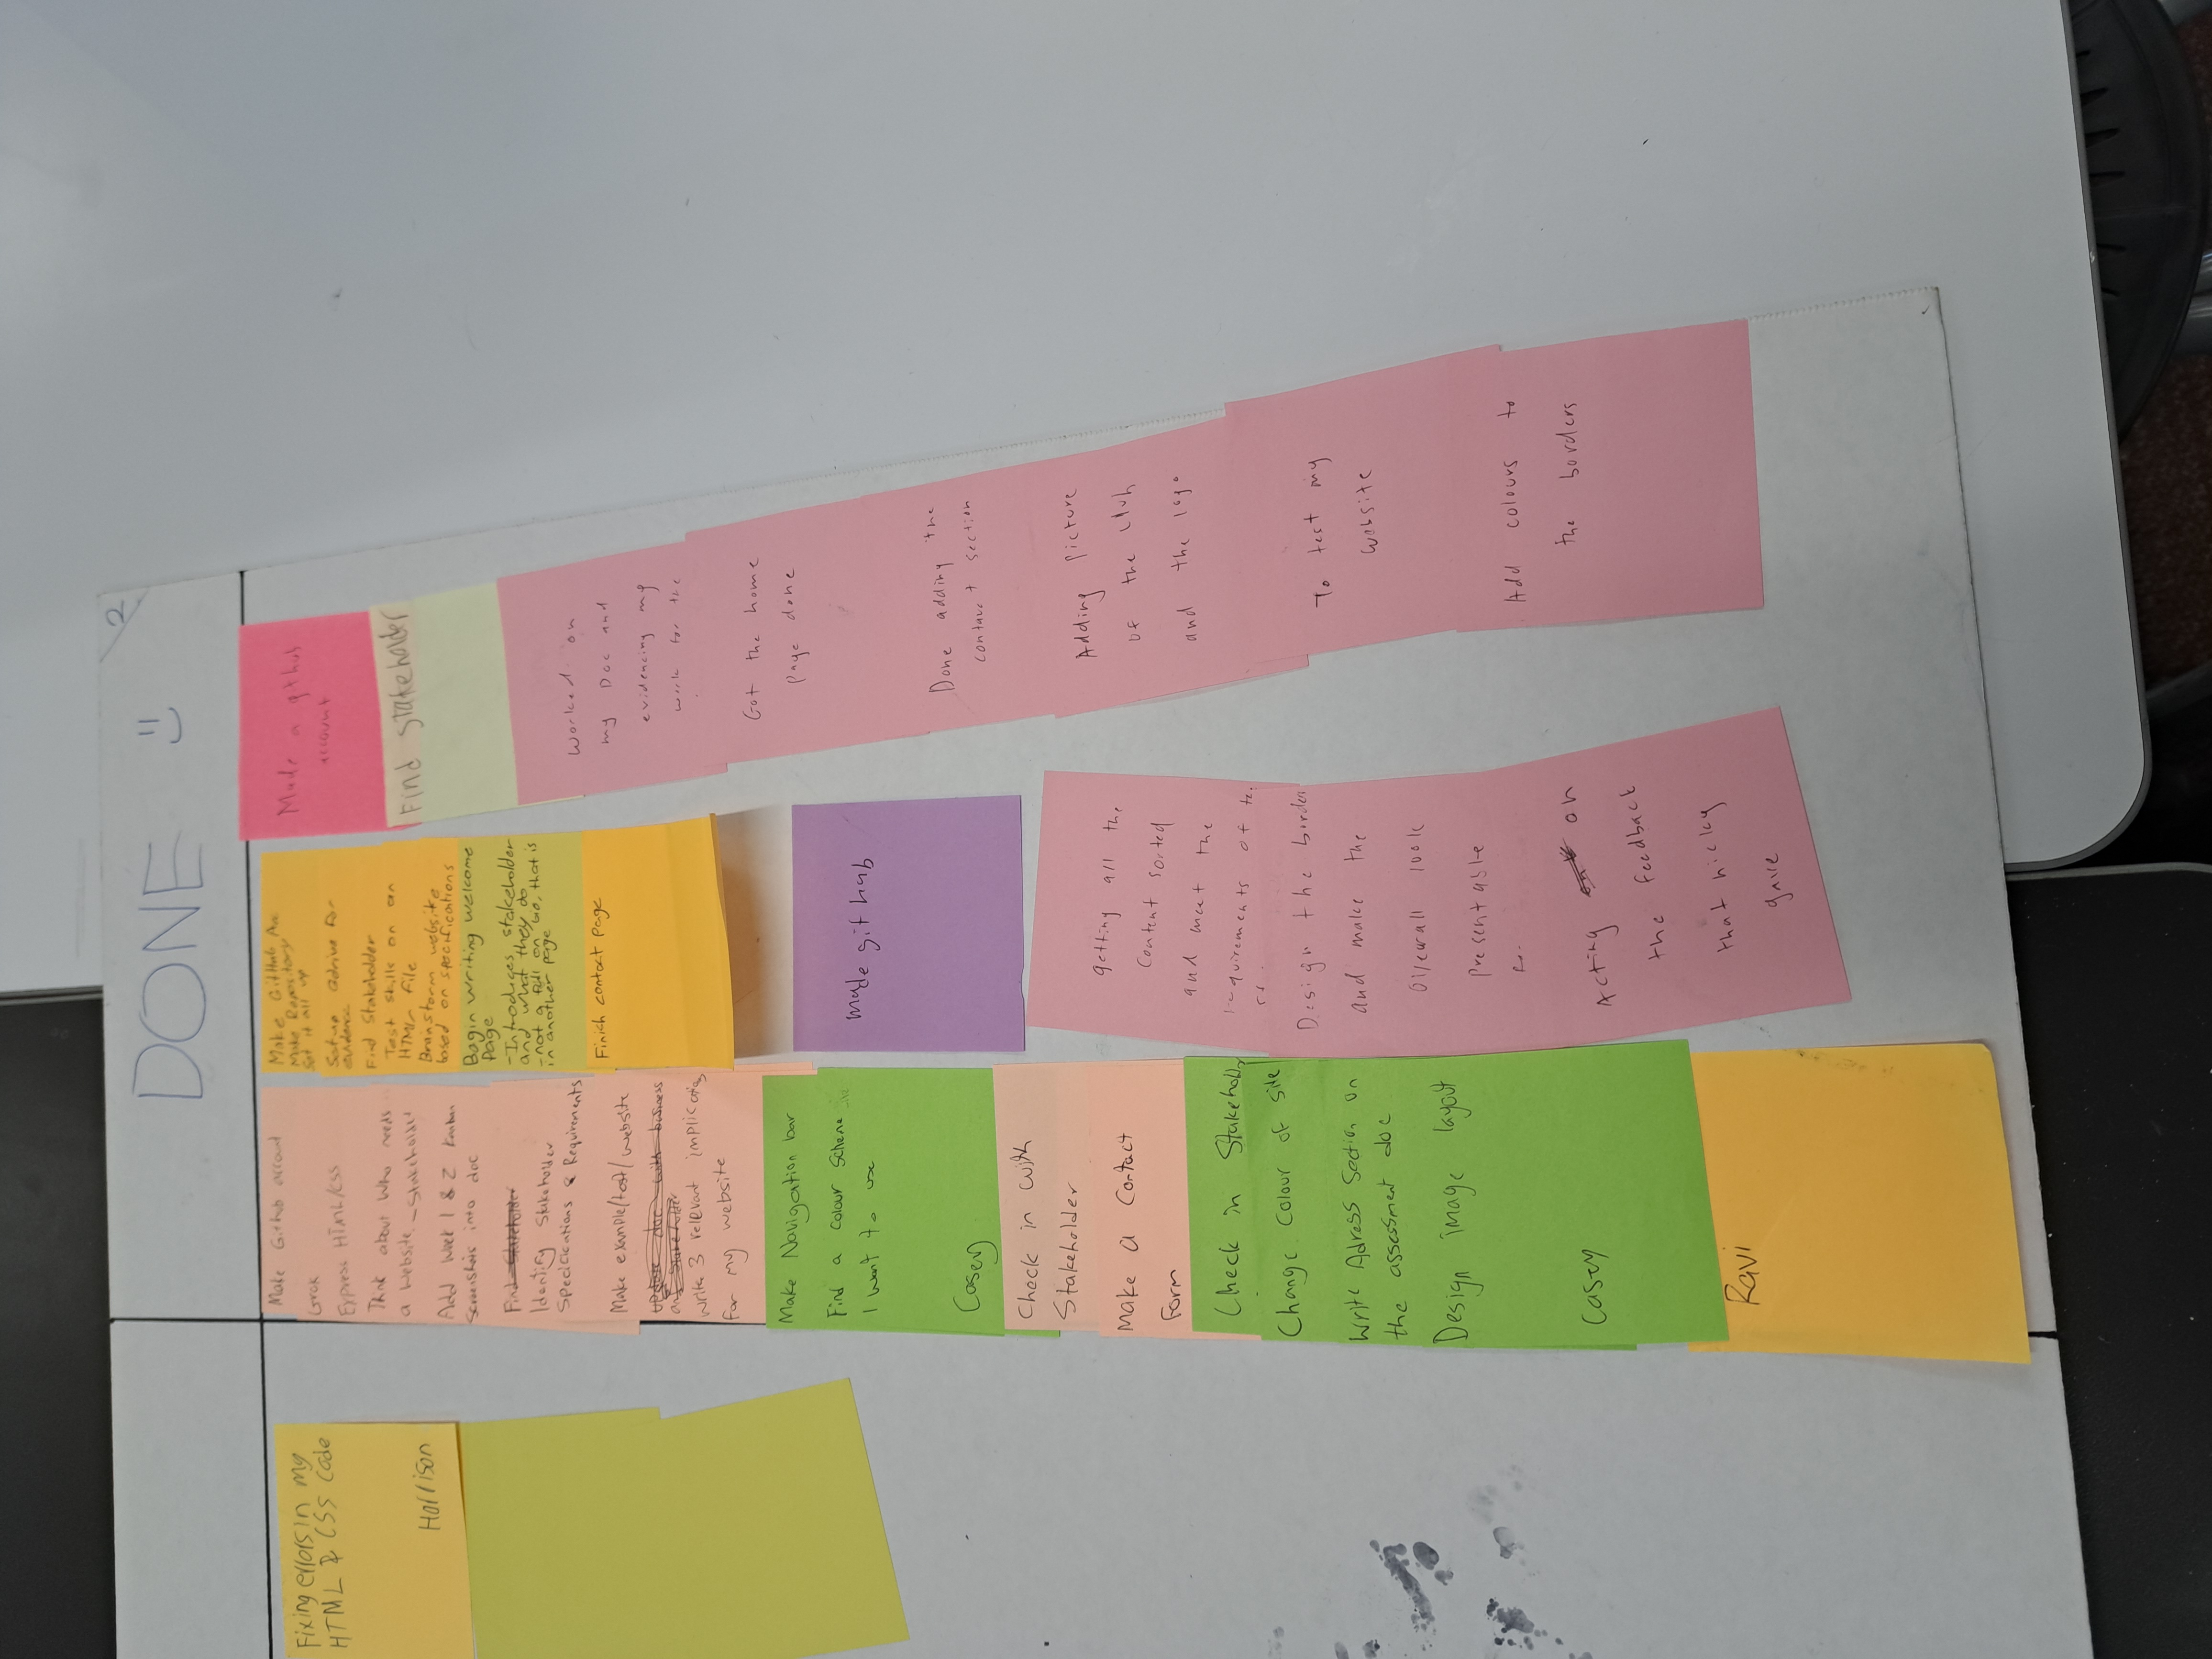 DONE
2
Fixing errors in my
HTML & CSS code
Harrison
Make Github account
Grok
Express HTML/CSS
Think about who needs
a website - Stakeholder
Add week 1 & 2 Kanban
Screenshots into doc
Find Stakeholder
Identify Stakeholder
Specifications & Requirements
Make example/test/website
update doc with business
and Stakeholder
write 3 relevant implications
for my website
Make Navigation bar
Find a colour scheme
I want to use
Casey
Check in with
Stakeholder
Make a Contact
Form
Check in Stakeholder
Change Colour of site
Write Adress Section on
the assessment doc
Design image layout
Casey
Ravi
Make GitHub Acc
Make Repository
Set it all up
Setup Gdrive for
evidence
Find Stakeholder
Test skills on an
HTML file
Branstorm website
based on specifications
Begin writing welcome
Page
-Introduces stakeholder
and what they do
-not a full on bio, that is
in another page
Finish contact page
made git hub
getting all the
Content sorted
and meet the
requirements of
Design the border
and make the
Overall look
presentable
Acting on
the feedback
that nicky
gave
Made a github
account
Find stakeholder
Worked on
my Doc and
evidencing my
work for the
Got the home
page done
Done adding the
contact section
Adding picture
of the club
and the logo
To test my
website
Add colours to
the borders